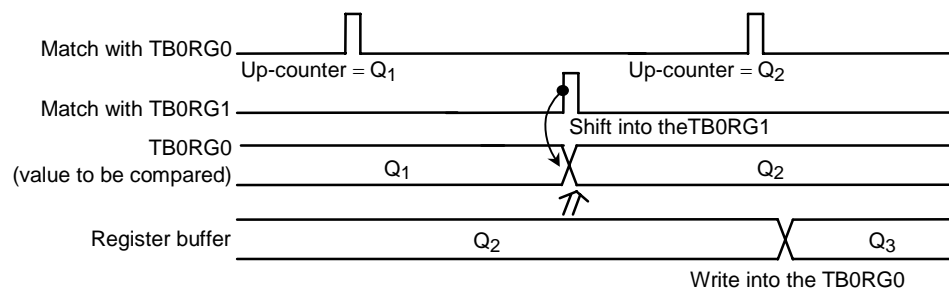 Match with TB0RG0
Up-counter = Q1
Up-counter = Q2
Match with TB0RG1
Shift into theTB0RG1
TB0RG0
(value to be compared)
Q1
Q2
Register buffer
Q2
Q3
Write into the TB0RG0